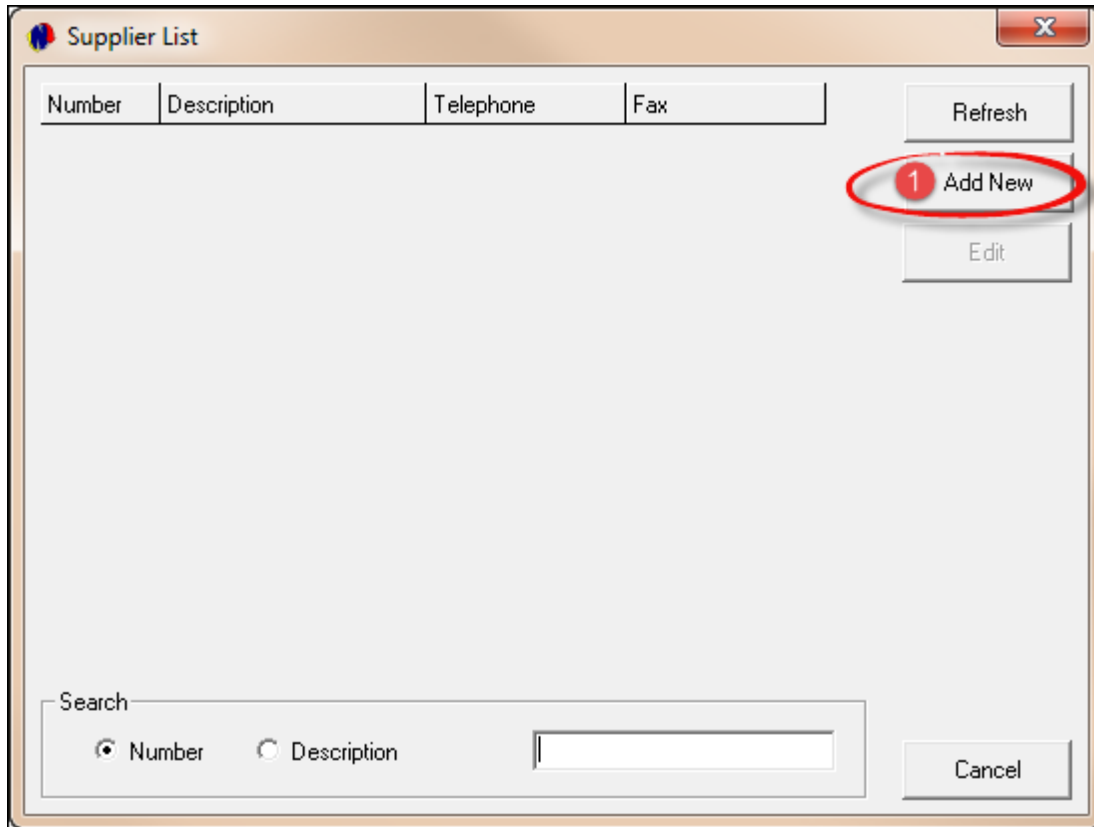 Supplier List
Number Description Telephone Fax
Refresh
1 Add New
Edit
Search
Number Description
Cancel